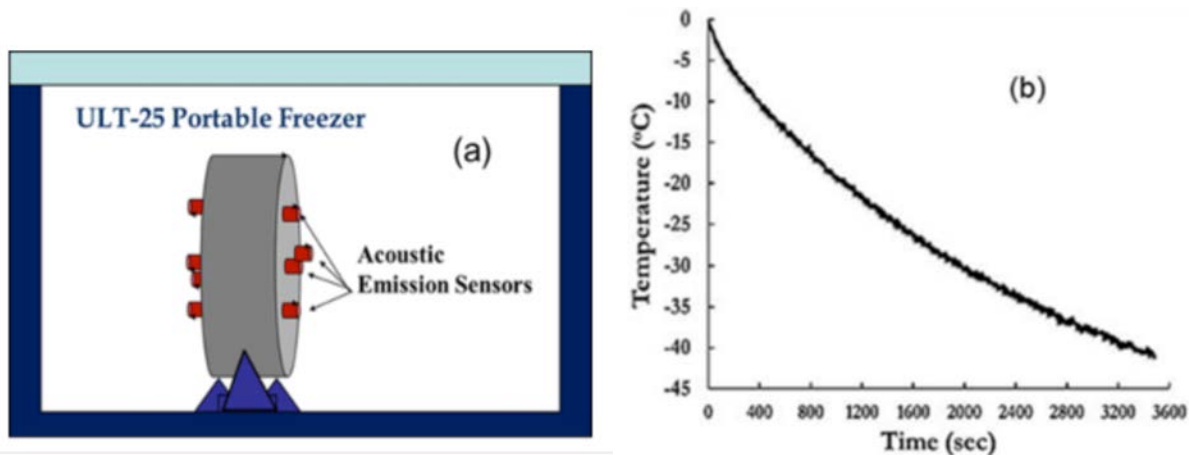 ULT-25 Portable Freezer
(a)
Acoustic
Emission Sensors
(b)
Temperature (°C)
0
-5
-10
-15
-20
-25
-30
-35
-40
-45
0 400 800 1200 1600 2000 2400 2800 3200 3600
Time (sec)